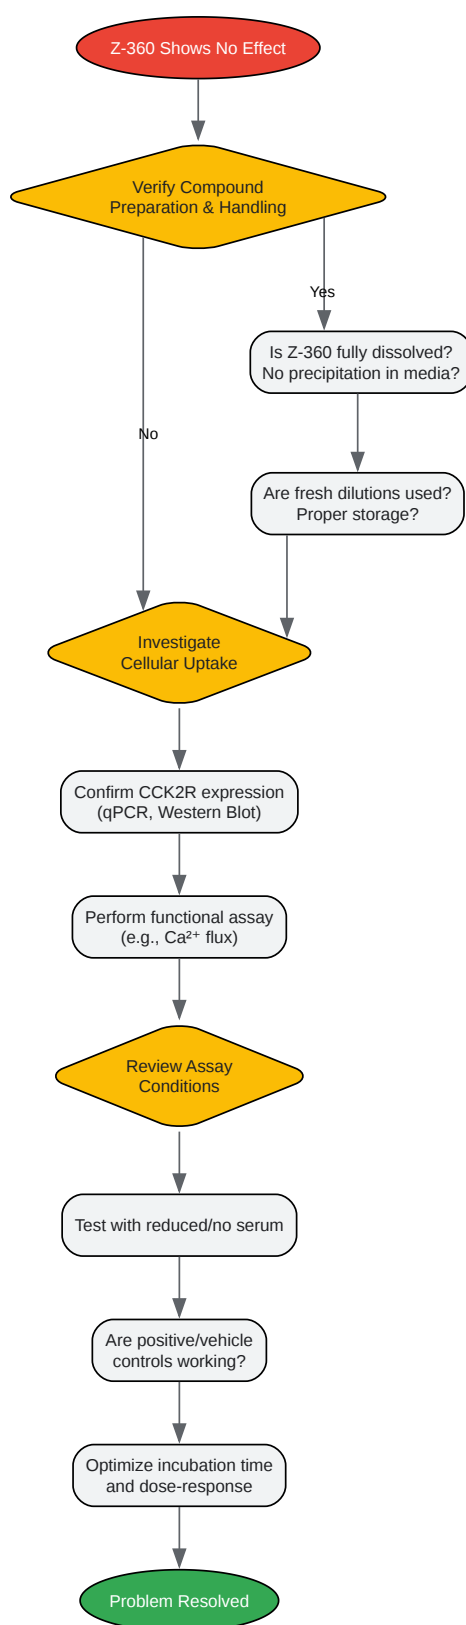 Z-360 Shows No Effect
Verify Compound
Preparation & Handling
Yes
Is Z-360 fully dissolved?
No precipitation in media?
No
Are fresh dilutions used?
Proper storage?
Investigate
Cellular Uptake
Confirm CCK2R expression
(qPCR, Western Blot)
Perform functional assay
(e.g., Ca²⁺ flux)
Review Assay
Conditions
Test with reduced/no serum
Are positive/vehicle
controls working?
Optimize incubation time
and dose-response
Problem Resolved